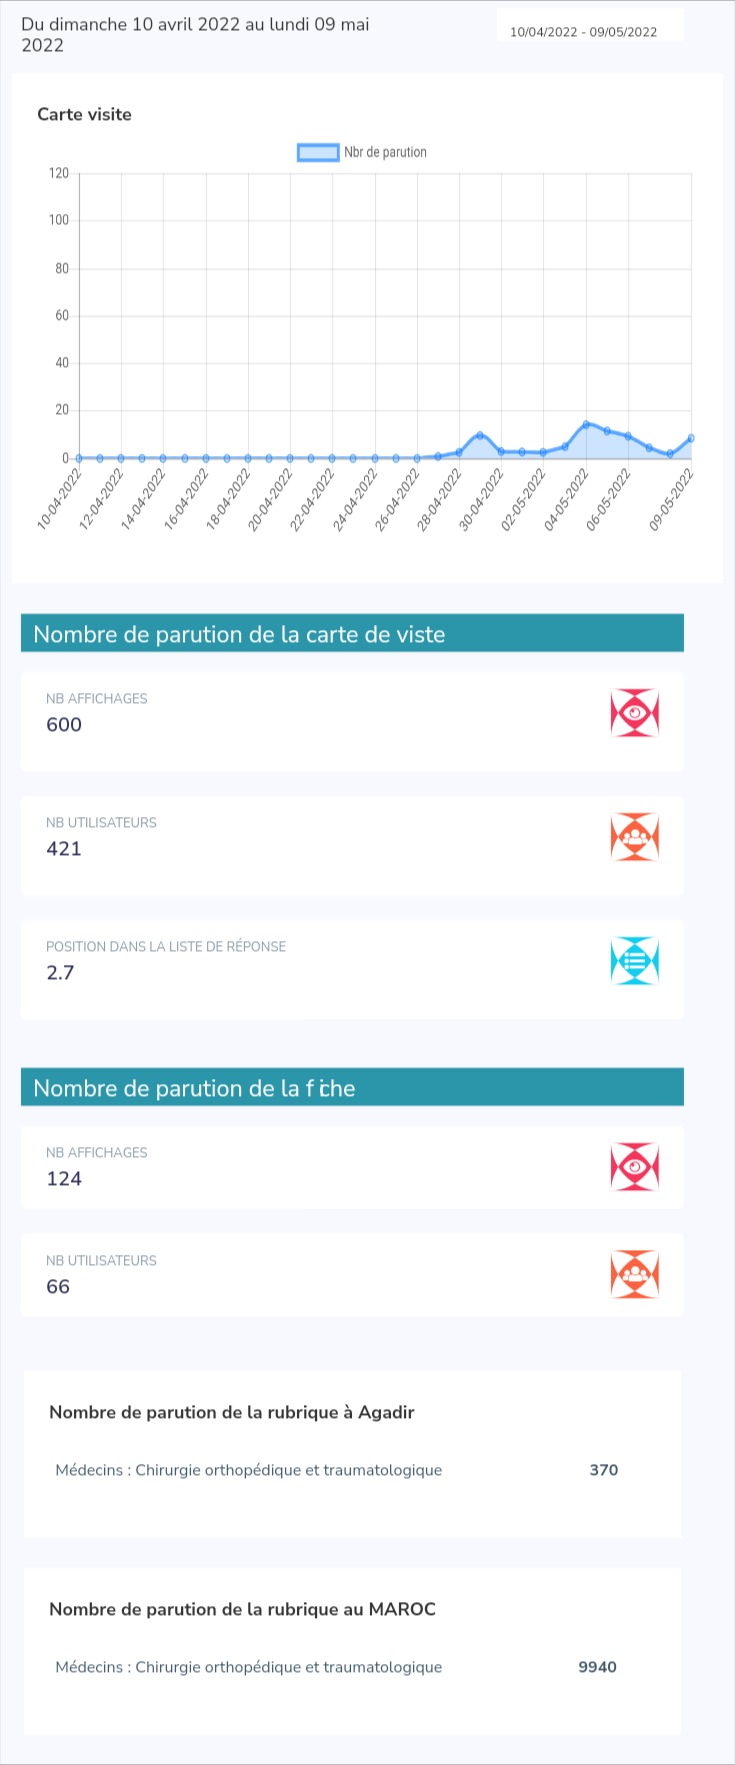 Du dimanche 10 avril 2022 au lundi 09 mai
2022
10/04/2022 - 09/05/2022
Carte visite
Nbr de parution
120
100
80
60
40
20
0
10-04-2022
12-04-2022
14-04-2022
16-04-2022
18-04-2022
20-04-2022
22-04-2022
24-04-2022
26-04-2022
28-04-2022
30-04-2022
02-05-2022
04-05-2022
06-05-2022
09-05-2022
Nombre de parution de la carte de viste
NB AFFICHAGES
600
NB UTILISATEURS
421
POSITION DANS LA LISTE DE RÉPONSE
2.7
Nombre de parution de la fiche
NB AFFICHAGES
124
NB UTILISATEURS
66
Nombre de parution de la rubrique à Agadir
Médecins : Chirurgie orthopédique et traumatologique 370
Nombre de parution de la rubrique au MAROC
Médecins : Chirurgie orthopédique et traumatologique 9940